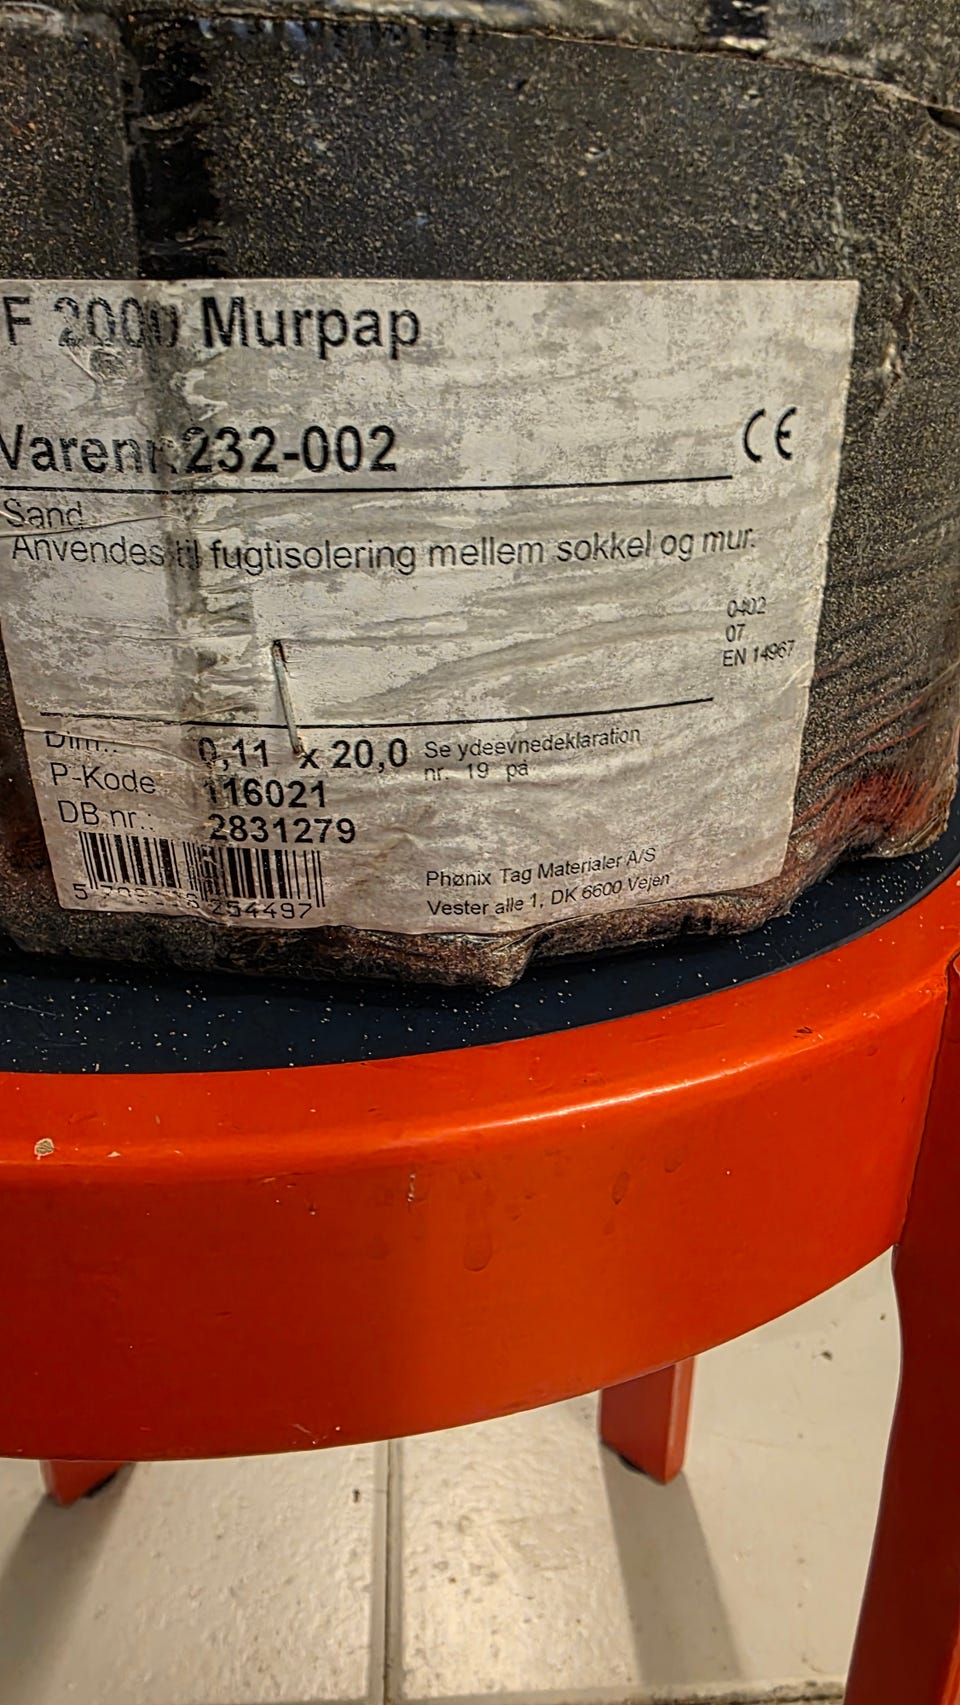 F 2000 Murpap
Varenr.232-002
CE
Sand
Anvendes til fugtisolering mellem sokkel og mur.
0402
07
EN 14967
Dim.: 0,11 x 20,0
P-Kode 116021
DB nr.: 2831279
Se ydeevnedeklaration
nr. 19 på
254497
Phønix Tag Materialer A/S
Vester alle 1, DK 6600 Vejen